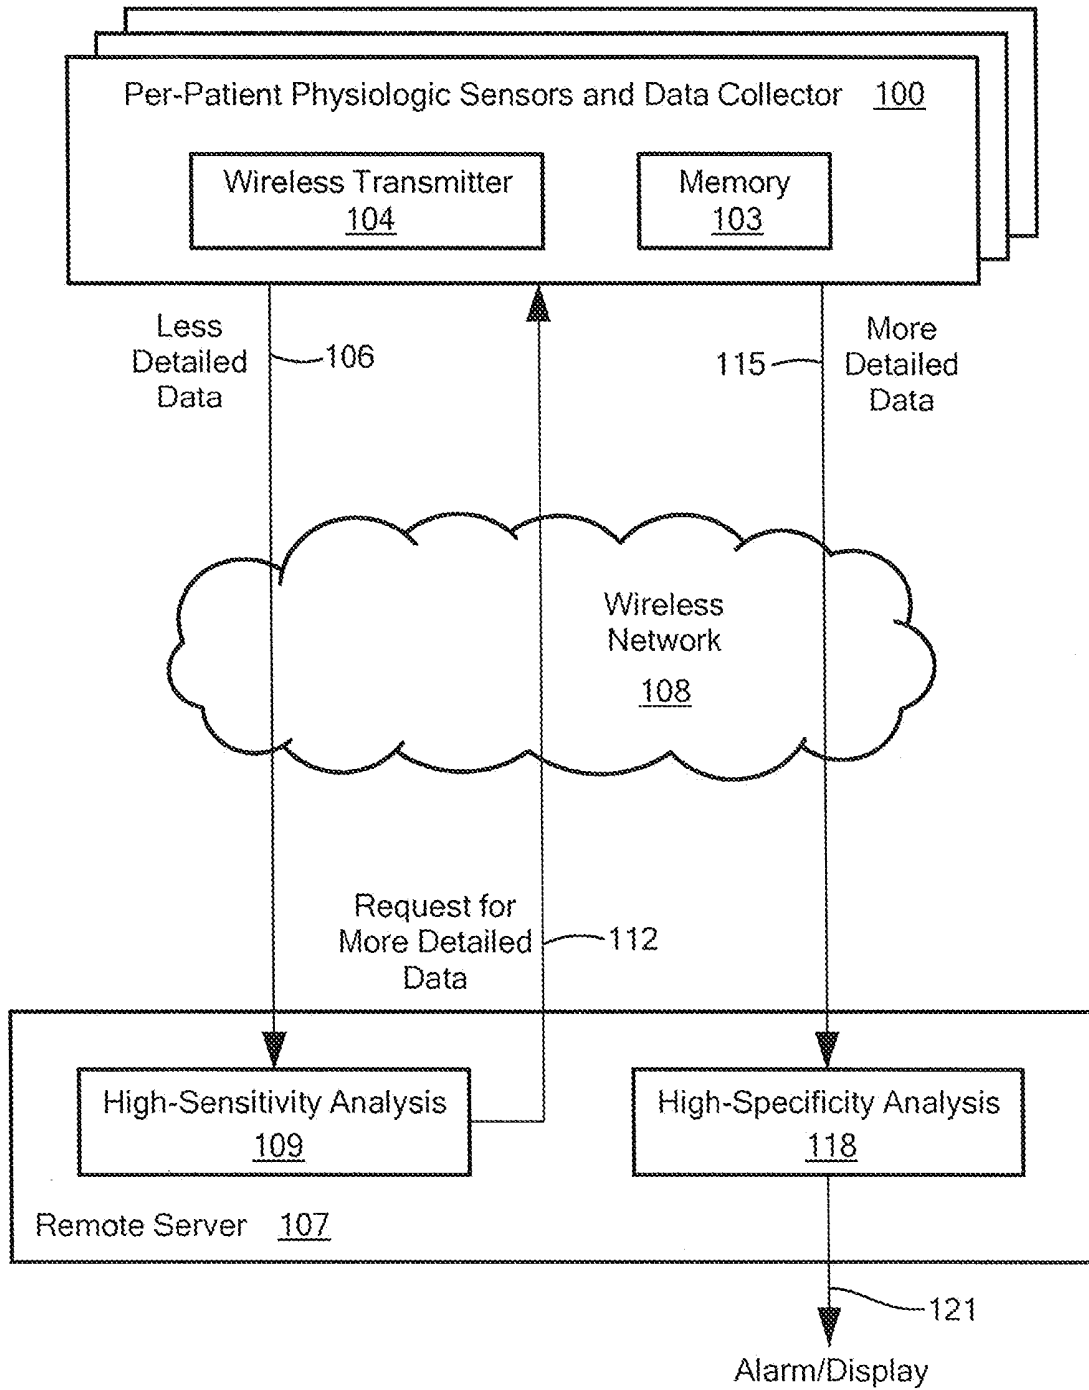 Per-Patient Physiologic Sensors and Data Collector 100
Wireless Transmitter
104
Memory
103
Less
Detailed
Data
106
115
More
Detailed
Data
Wireless
Network
108
Request for
More Detailed
Data
112
High-Sensitivity Analysis
109
High-Specificity Analysis
118
Remote Server 107
121
Alarm/Display